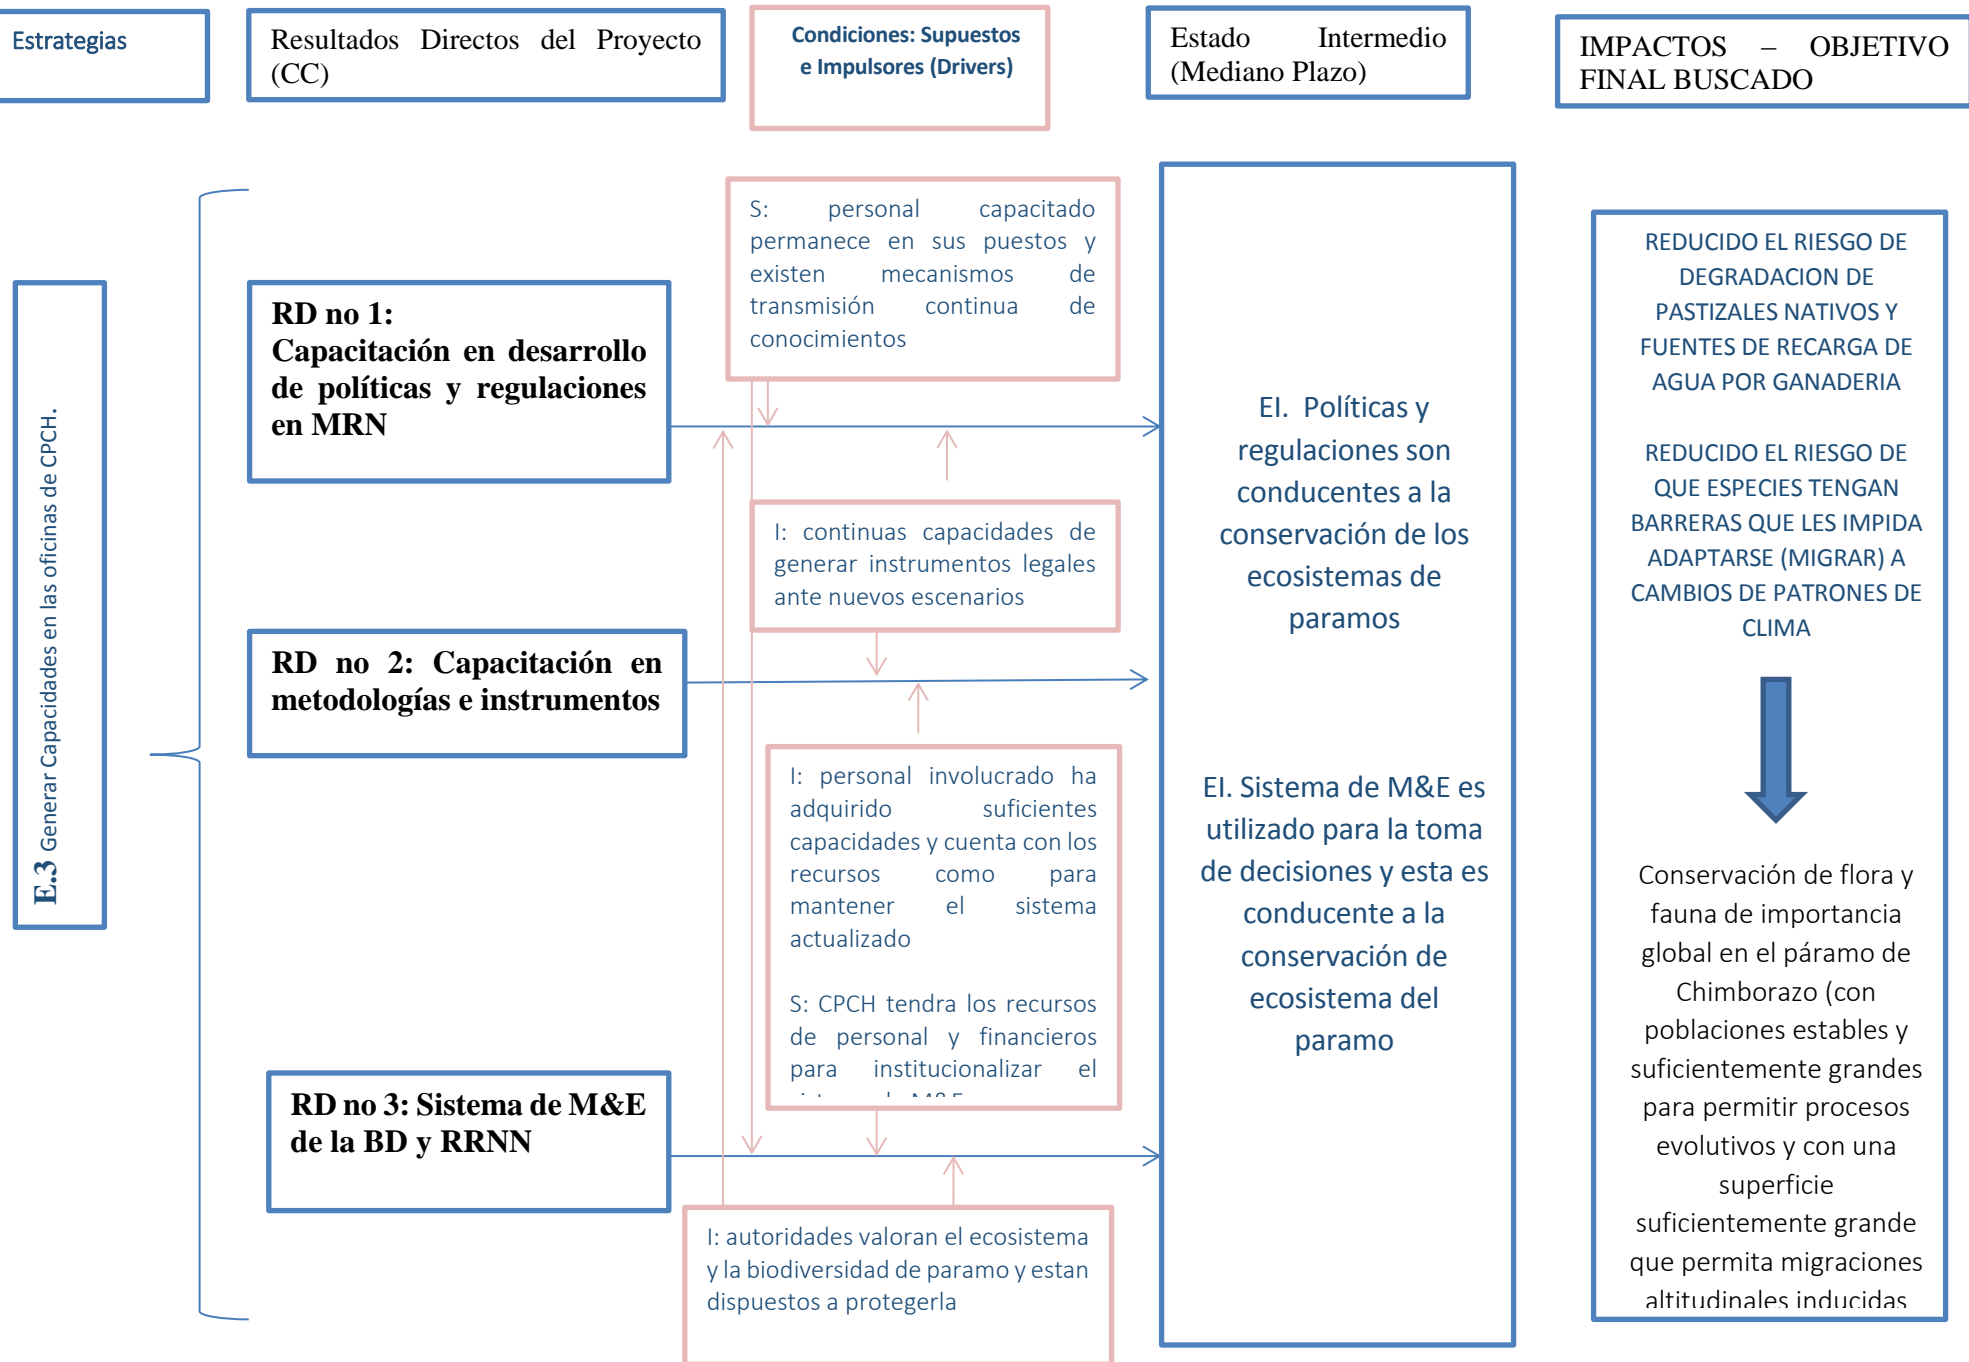 Estrategias
Resultados Directos del Proyecto
(CC)
Condiciones: Supuestos
e Impulsores (Drivers)
Estado Intermedio
(Mediano Plazo)
IMPACTOS – OBJETIVO
FINAL BUSCADO
E.3 Generar Capacidades en las oficinas de CPCH.
RD no 1:
Capacitación en desarrollo
de políticas y regulaciones
en MRN
RD no 2: Capacitación en
metodologías e instrumentos
RD no 3: Sistema de M&E
de la BD y RRNN
S: personal capacitado
permanece en sus puestos y
existen mecanismos de
transmisión continua de
conocimientos
I: continuas capacidades de
generar instrumentos legales
ante nuevos escenarios
I: personal involucrado ha
adquirido suficientes
capacidades y cuenta con los
recursos como para
mantener el sistema
actualizado
S: CPCH tendra los recursos
de personal y financieros
para institucionalizar el
I: autoridades valoran el ecosistema
y la biodiversidad de paramo y estan
dispuestos a protegerla
EI. Políticas y
regulaciones son
conducentes a la
conservación de los
ecosistemas de
paramos
EI. Sistema de M&E es
utilizado para la toma
de decisiones y esta es
conducente a la
conservación de
ecosistema del
paramo
REDUCIDO EL RIESGO DE
DEGRADACION DE
PASTIZALES NATIVOS Y
FUENTES DE RECARGA DE
AGUA POR GANADERIA
REDUCIDO EL RIESGO DE
QUE ESPECIES TENGAN
BARRERAS QUE LES IMPIDA
ADAPTARSE (MIGRAR) A
CAMBIOS DE PATRONES DE
CLIMA
Conservación de flora y
fauna de importancia
global en el páramo de
Chimborazo (con
poblaciones estables y
suficientemente grandes
para permitir procesos
evolutivos y con una
superficie
suficientemente grande
que permita migraciones
altitudinales inducidas